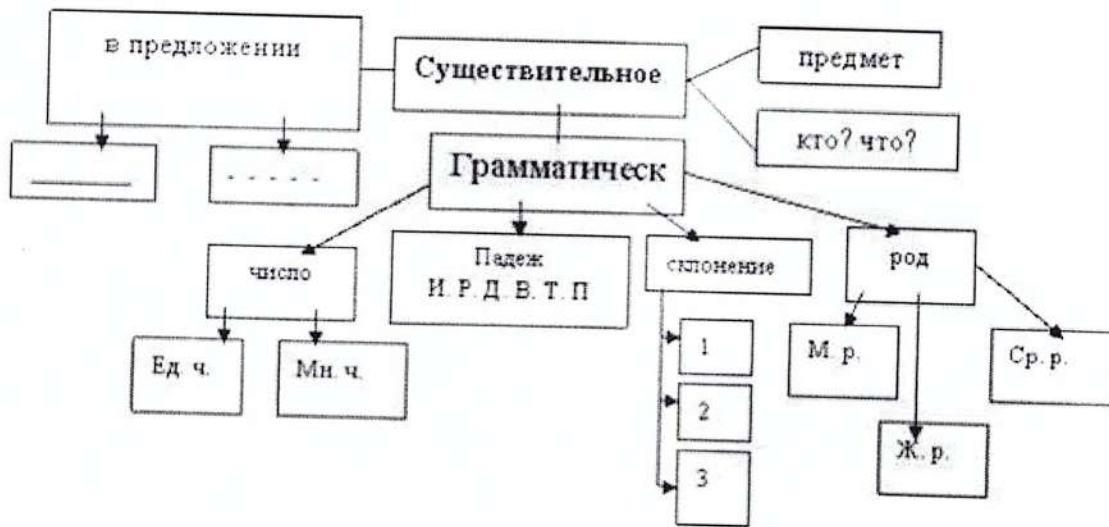 в предложении
Существительное
предмет
кто? что?
Грамматическ
число
Падеж
И. Р. Д. В. Т. П
склонение
род
Ед. ч.
Мн. ч.
1
2
3
М. р.
Ж. р.
Ср. р.